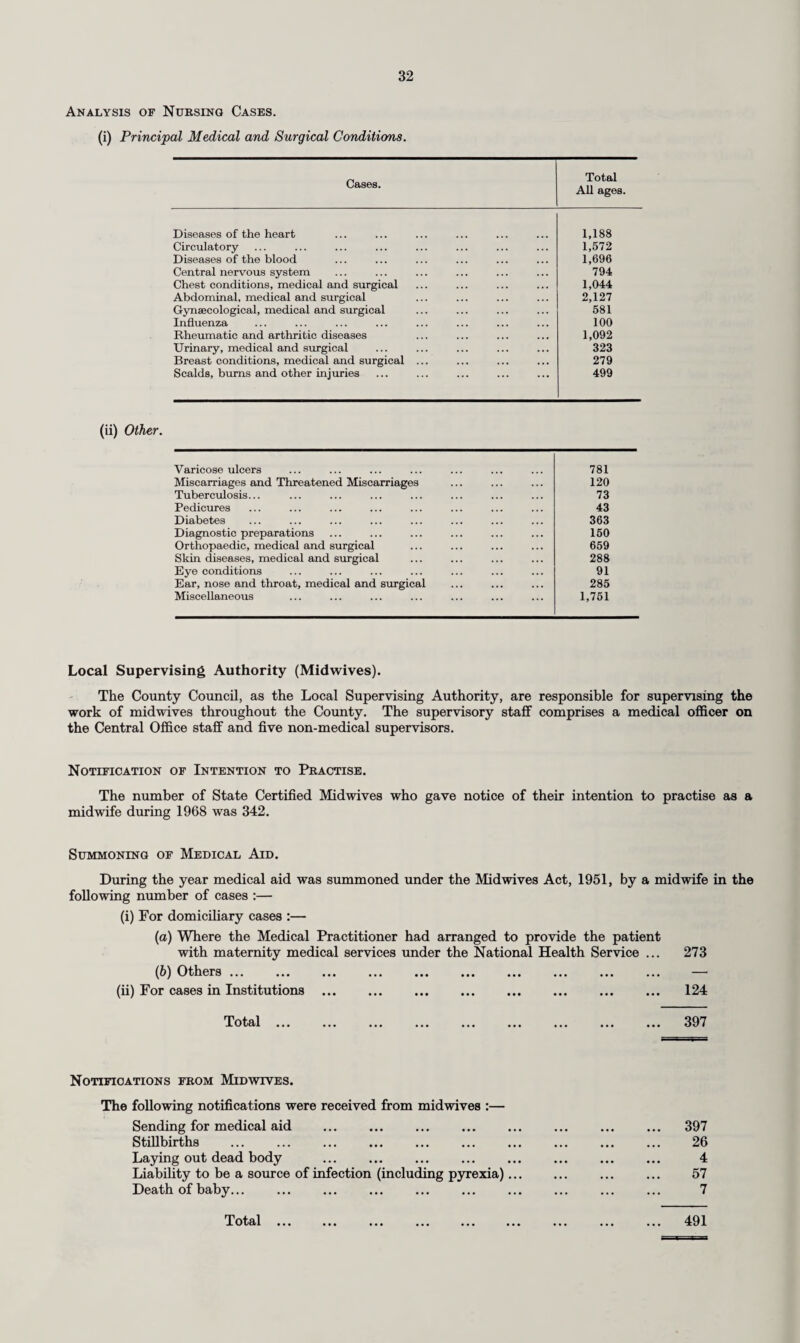 32
Analysis of Nursing Cases.
(i) Principal Medical and Surgical Conditions.
Cases. Total All ages.
Diseases of the heart ... ... ... ... ... ... 1,188
Circulatory ... ... ... ... ... ... ... ... 1,572
Diseases of the blood ... ... ... ... ... ... 1,696
Central nervous system ... ... ... ... ... ... 794
Chest conditions, medical and surgical ... ... ... ... 1,044
Abdominal, medical and surgical ... ... ... ... 2,127
Gynæcological, medical and surgical ... ... ... ... 581
Influenza ... ... ... ... ... ... ... ... 100
Rheumatic and arthritic diseases ... ... ... ... 1,092
Urinary, medical and surgical ... ... ... ... ... 323
Breast conditions, medical and surgical ... ... ... ... 279
Scalds, burns and other injuries ... ... ... ... ... 499
(ii) Other.
Varicose ulcers ... ... ... ... ... ... ... 781
Miscarriages and Threatened Miscarriages ... ... ... 120
Tuberculosis... ... ... ... ... ... ... ... 73
Pedicures ... ... ... ... ... ... ... ... 43
Diabetes ... ... ... ... ... ... ... ... 363
Diagnostic preparations ... ... ... ... ... ... 150
Orthopaedic, medical and surgical ... ... ... ... 659
Skin diseases, medical and surgical ... ... ... ... 288
Eye conditions ... ... ... ... ... ... ... 91
Ear, nose and throat, medical and surgical ... ... ... 285
Miscellaneous ... ... ... ... ... ... ... 1,751
Local Supervising Authority (Midwives).
The County Council, as the Local Supervising Authority, are responsible for supervising the
work of midwives throughout the County. The supervisory staff comprises a medical officer on
the Central Office staff and five non-medical supervisors.
Notification of Intention to Practise.
The number of State Certified Midwives who gave notice of their intention to practise as a
midwife during 1968 was 342.
Summoning of Medical Aid.
During the year medical aid was summoned under the Midwives Act, 1951, by a midwife in the
following number of cases :—
(i) For domiciliary cases :—
(a) Where the Medical Practitioner had arranged to provide the patient
with maternity medical services under the National Health Service ... 273
(b) Others ... ... ... ... ... ... ... ... ... ... —
(ii) For cases in Institutions ... ... ... ... ... ... ... ... 124
Total ... ... ... ... ... ... ... ... ... 397
Notifications from Midwives.
The following notifications were received from midwives :—
Sending for medical aid ... ... ... ... ... ... ... ... 397
Stillbirths ... ... ... ... ... ... ... ... ... ... 26
Laying out dead body ... ... ... ... ... ... ... ... 4
Liability to be a source of infection (including pyrexia) ... ... ... ... 57
Death of baby... ... ... ... ... ... ... ... ... ... 7
Total ... ... ... ... ... ... ... ... ... 491